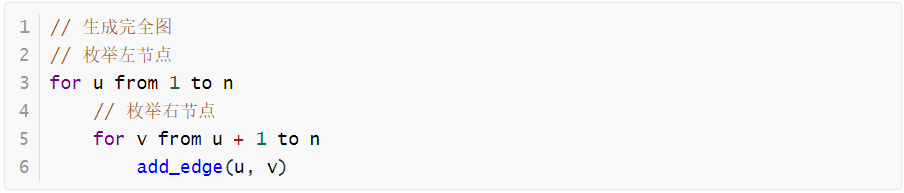 1 // 生成完全图
2 // 枚举左节点
3 for u from 1 to n
4     // 枚举右节点
5     for v from u + 1 to n
6         add_edge(u, v)